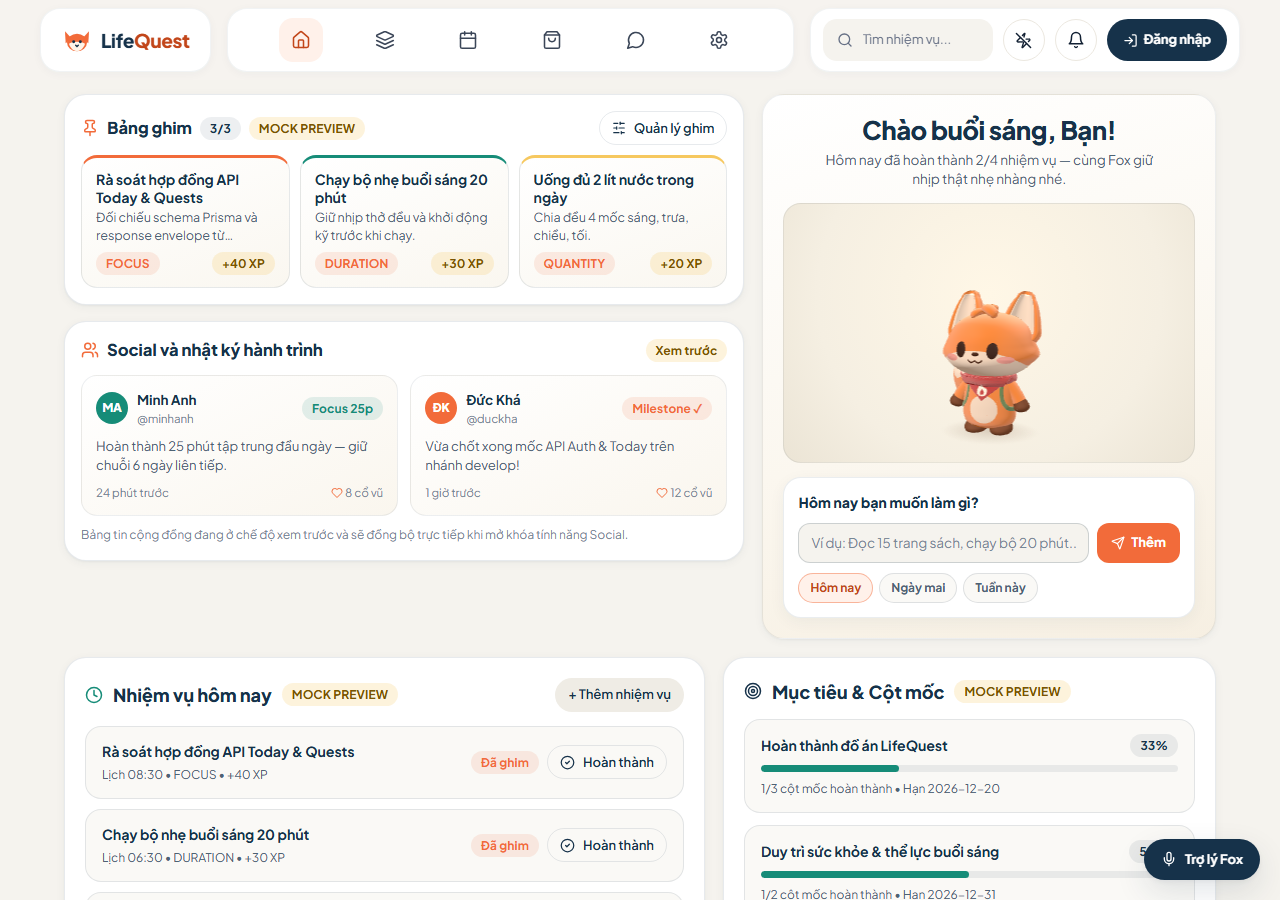 LifeQuest
Tìm nhiệm vụ...
Đăng nhập
Bảng ghim
3/3
MOCK PREVIEW
Quản lý ghim
Rà soát hợp đồng API
Today & Quests
Đối chiếu schema Prisma và
response envelope từ...
FOCUS
+40 XP
Chạy bộ nhẹ buổi sáng 20
phút
Giữ nhịp thở đều và khởi động
kỹ trước khi chạy.
DURATION
+30 XP
Uống đủ 2 lít nước trong
ngày
Chia đều 4 mốc sáng, trưa,
chiều, tối.
QUANTITY
+20 XP
Chào buổi sáng, Bạn!
Hôm nay đã hoàn thành 2/4 nhiệm vụ — cùng Fox giữ
nhịp thật nhẹ nhàng nhé.
Social và nhật ký hành trình
Xem trước
MA
Minh Anh
@minhanh
Focus 25p
Hoàn thành 25 phút tập trung đầu ngày — giữ
chuỗi 6 ngày liên tiếp.
24 phút trước
8 cổ vũ
ĐK
Đức Khá
@duckha
Milestone ✓
Vừa chốt xong mốc API Auth & Today trên
nhánh develop!
1 giờ trước
12 cổ vũ
Bảng tin cộng đồng đang ở chế độ xem trước và sẽ đồng bộ trực tiếp khi mở khóa tính năng Social.
Hôm nay bạn muốn làm gì?
Ví dụ: Đọc 15 trang sách, chạy bộ 20 phút..
Thêm
Hôm nay
Ngày mai
Tuần này
Nhiệm vụ hôm nay
MOCK PREVIEW
+ Thêm nhiệm vụ
Rà soát hợp đồng API Today & Quests
Lịch 08:30 • FOCUS • +40 XP
Đã ghim
Hoàn thành
Chạy bộ nhẹ buổi sáng 20 phút
Lịch 06:30 • DURATION • +30 XP
Đã ghim
Hoàn thành
Mục tiêu & Cột mốc
MOCK PREVIEW
Hoàn thành đồ án LifeQuest
33%
1/3 cột mốc hoàn thành • Hạn 2026-12-20
Duy trì sức khỏe & thể lực buổi sáng
1/2 cột mốc hoàn thành • Hạn 2026-12-31
Trợ lý Fox